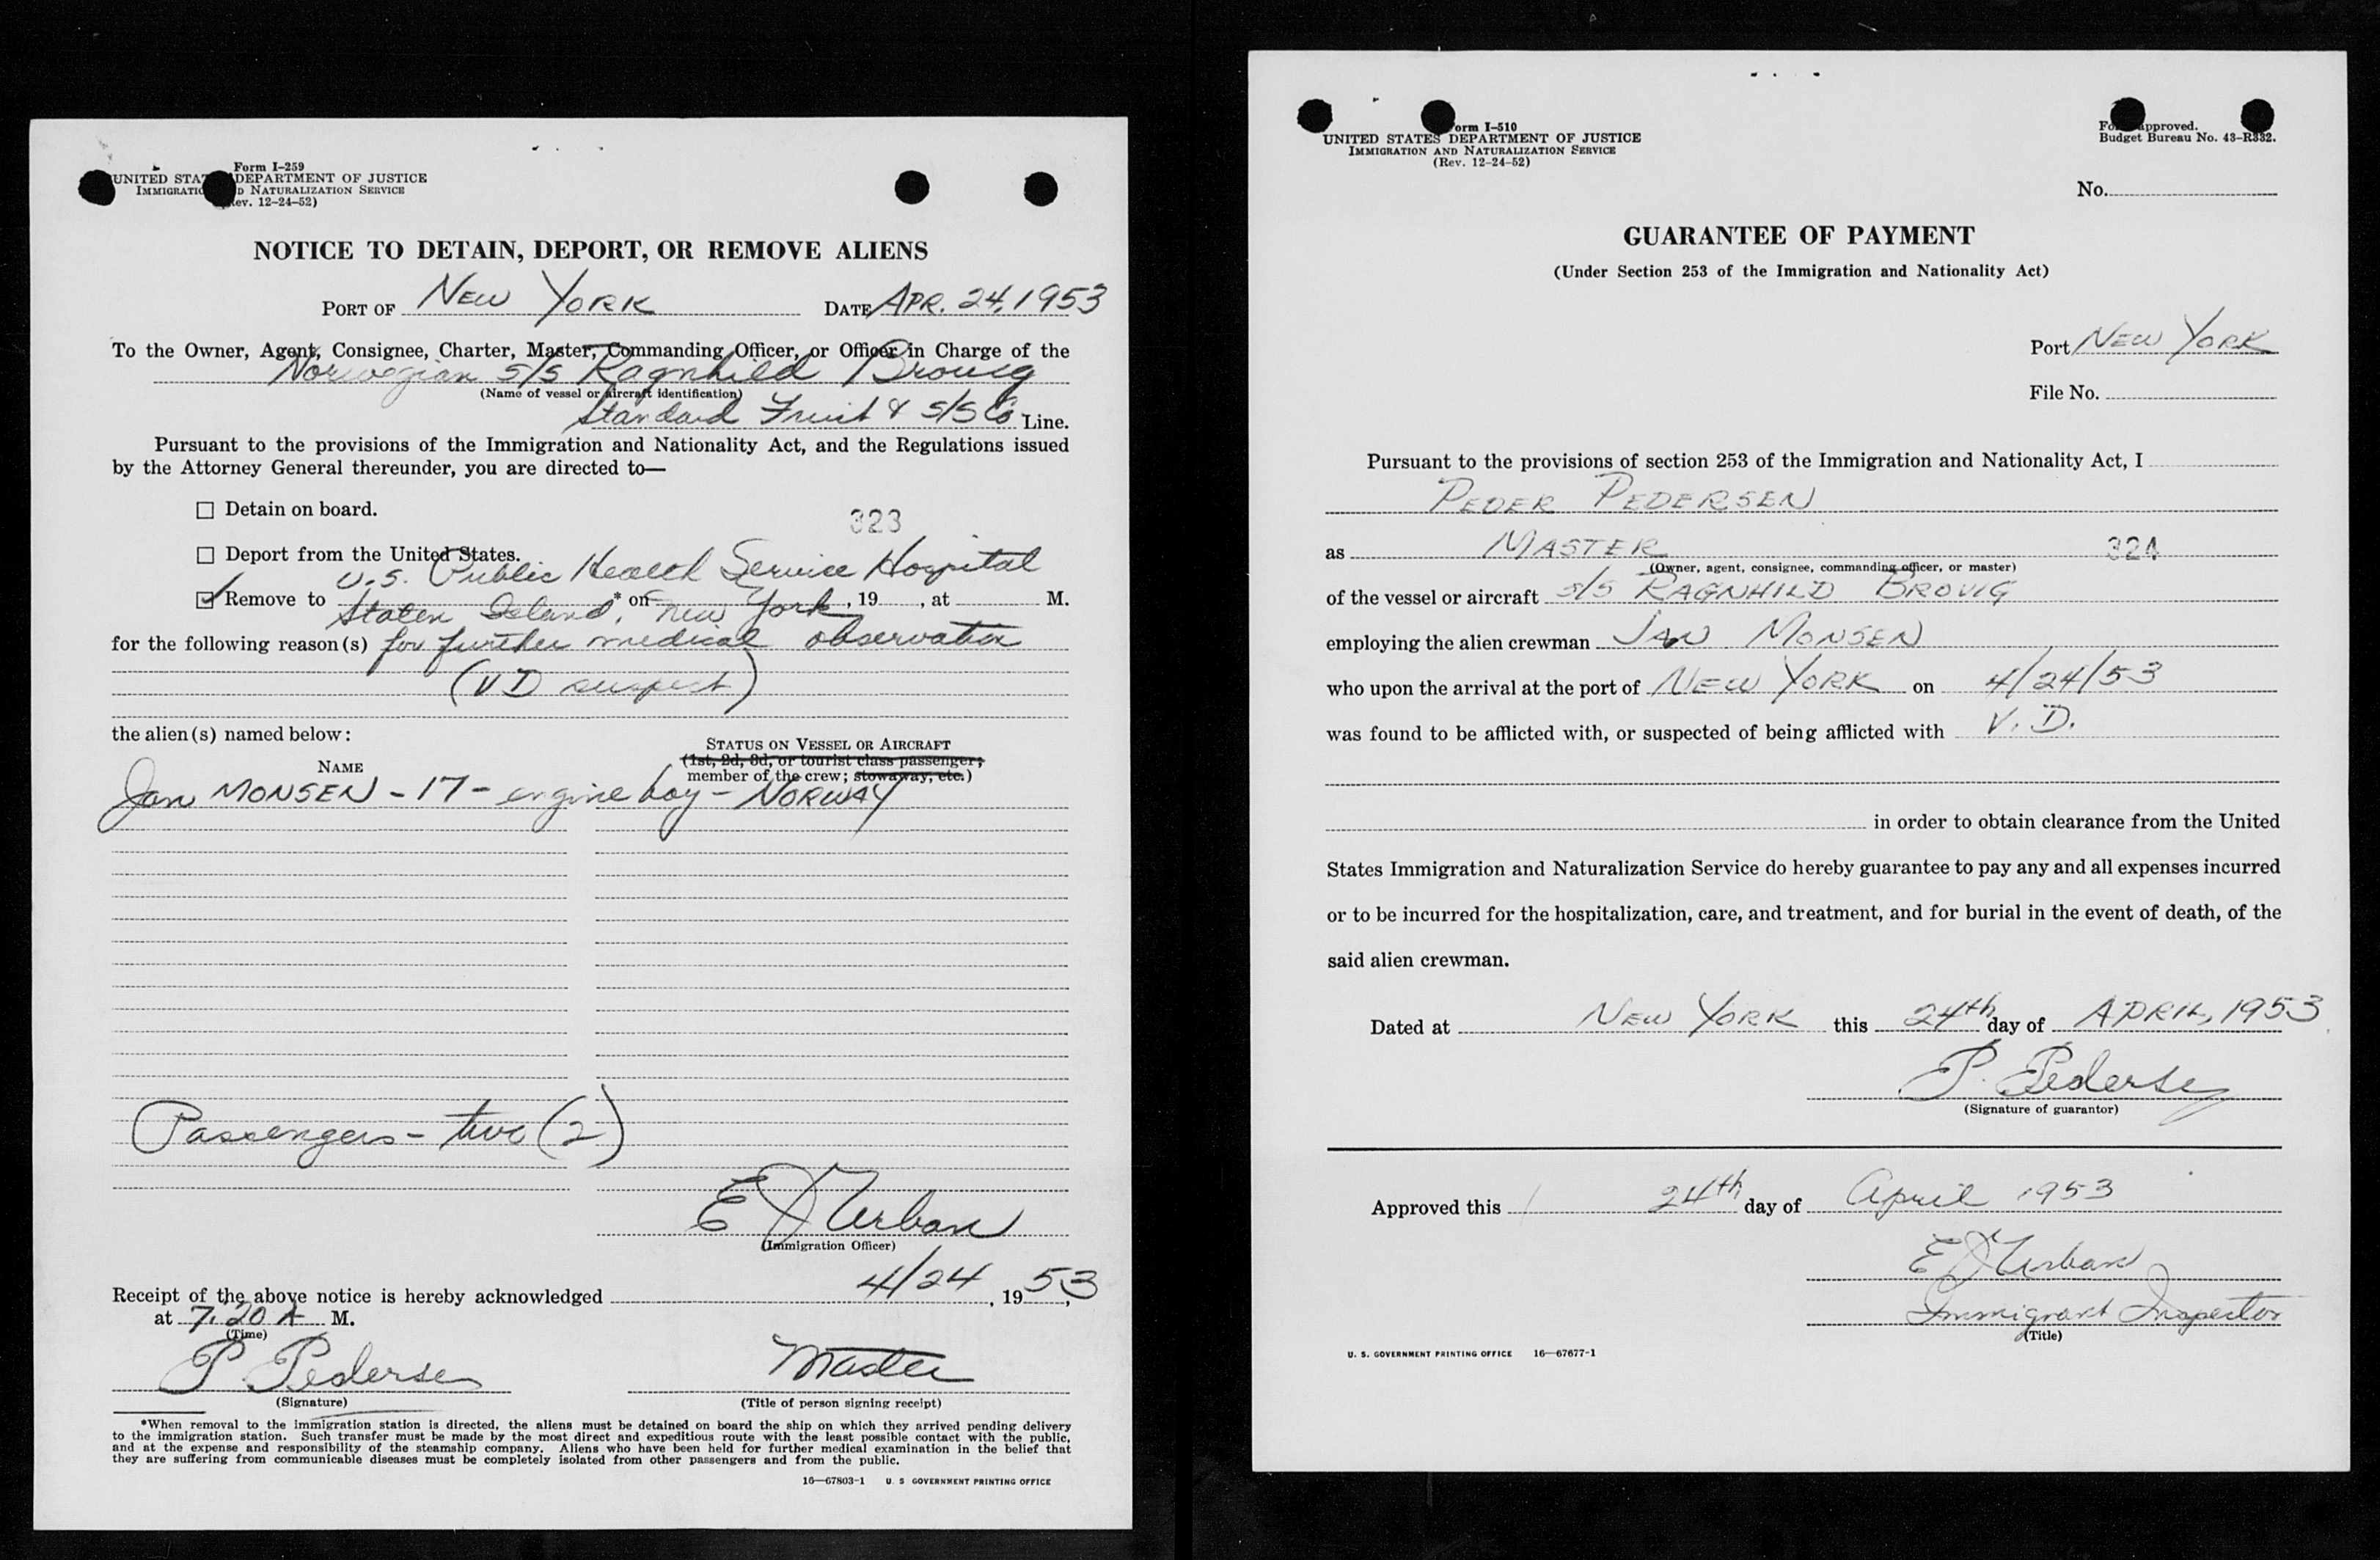 Form I-259
UNITED STA DEPARTMENT OF JUSTICE
IMMIGRATIO D NATURALIZATION SERVICE
ev. 12-24-52)
NOTICE TO DETAIN, DEPORT, OR REMOVE ALIENS
PORT OF NEW YORK DATE APR. 24, 1953
To the Owner, Agent, Consignee, Charter, Master, Commanding Officer, or Officer in Charge of the
Norwegian S/S Ragnhild Brovig
(Name of vessel or aircraft identification)
Standard Fruit & S/S Co Line.
Pursuant to the provisions of the Immigration and Nationality Act, and the Regulations issued
by the Attorney General thereunder, you are directed to—
☐ Detain on board.
323
☐ Deport from the United States.
U.S. Public Health Service Hospital
☑ Remove to * on , 19 , at M.
Staten Island, New York
for the following reason(s) for further medical observation
(VD suspect)
the alien(s) named below:
STATUS ON VESSEL OR AIRCRAFT
(1st, 2d, 3d, or tourist class passenger;
NAME
member of the crew; stowaway, etc.)
Jan MONSEN - 17 - engine boy - NORWAY
Passengers - two (2)
E J Urban
(Immigration Officer)
Receipt of the above notice is hereby acknowledged 4/24, 1953,
at 7:20 A M.
(Time)
P. Pedersen Master
(Signature) (Title of person signing receipt)
*When removal to the immigration station is directed, the aliens must be detained on board the ship on which they arrived pending delivery
to the immigration station. Such transfer must be made by the most direct and expeditious route with the least possible contact with the public,
and at the expense and responsibility of the steamship company. Aliens who have been held for further medical examination in the belief that
they are suffering from communicable diseases must be completely isolated from other passengers and from the public.
16—67803-1 U. S GOVERNMENT PRINTING OFFICE
orm I-510
UNITED STATES DEPARTMENT OF JUSTICE
IMMIGRATION AND NATURALIZATION SERVICE
(Rev. 12-24-52)
Fo approved.
Budget Bureau No. 43-R332.
No.
GUARANTEE OF PAYMENT
(Under Section 253 of the Immigration and Nationality Act)
Port NEW YORK
File No.
Pursuant to the provisions of section 253 of the Immigration and Nationality Act, I
PEDER PEDERSEN
as MASTER 324
(Owner, agent, consignee, commanding officer, or master)
of the vessel or aircraft S/S RAGNHILD BROVIG
employing the alien crewman JAN MONSEN
who upon the arrival at the port of NEW YORK on 4/24/53
was found to be afflicted with, or suspected of being afflicted with V.D.
in order to obtain clearance from the United
States Immigration and Naturalization Service do hereby guarantee to pay any and all expenses incurred
or to be incurred for the hospitalization, care, and treatment, and for burial in the event of death, of the
said alien crewman.
Dated at NEW YORK this 24th day of APRIL, 1953
P. Pedersen
(Signature of guarantor)
Approved this 24th day of April 1953
E J Urban
Immigrant Inspector
(Title)
U. S. GOVERNMENT PRINTING OFFICE 16—67677-1